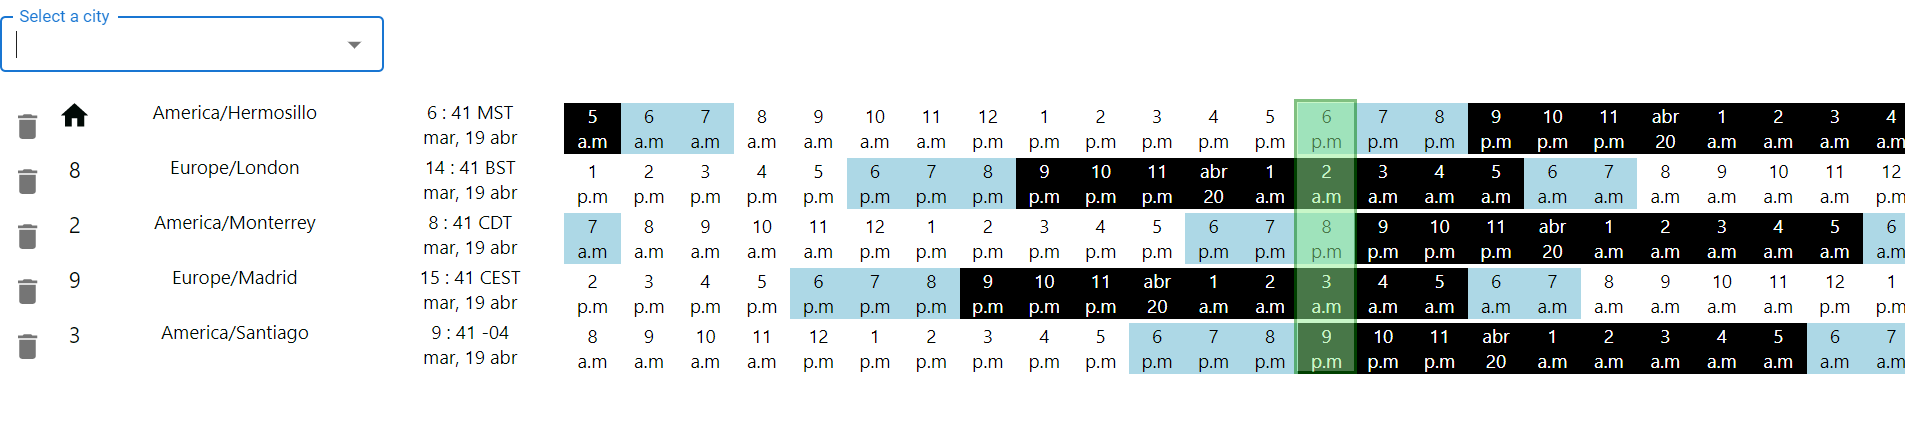 Select a city
America/Hermosillo 6 : 41 MST 5 6 7 8 9 10 11 12 1 2 3 4 5 6 7 8 9 10 11 abr 1 2 3 4
mar, 19 abr a.m a.m a.m a.m a.m a.m a.m p.m p.m p.m p.m p.m p.m p.m p.m p.m p.m p.m p.m 20 a.m a.m a.m a.m
8 Europe/London 14 : 41 BST 1 2 3 4 5 6 7 8 9 10 11 abr 1 2 3 4 5 6 7 8 9 10 11 12
mar, 19 abr p.m p.m p.m p.m p.m p.m p.m p.m p.m p.m p.m 20 a.m a.m a.m a.m a.m a.m a.m a.m a.m a.m a.m p.m
2 America/Monterrey 8 : 41 CDT 7 8 9 10 11 12 1 2 3 4 5 6 7 8 9 10 11 abr 1 2 3 4 5 6
mar, 19 abr a.m a.m a.m a.m a.m p.m p.m p.m p.m p.m p.m p.m p.m p.m p.m p.m p.m 20 a.m a.m a.m a.m a.m a.m
9 Europe/Madrid 15 : 41 CEST 2 3 4 5 6 7 8 9 10 11 abr 1 2 3 4 5 6 7 8 9 10 11 12 1
mar, 19 abr p.m p.m p.m p.m p.m p.m p.m p.m p.m p.m 20 a.m a.m a.m a.m a.m a.m a.m a.m a.m a.m a.m p.m p.m
3 America/Santiago 9 : 41 -04 8 9 10 11 12 1 2 3 4 5 6 7 8 9 10 11 abr 1 2 3 4 5 6 7
mar, 19 abr a.m a.m a.m a.m p.m p.m p.m p.m p.m p.m p.m p.m p.m p.m p.m p.m 20 a.m a.m a.m a.m a.m a.m a.m